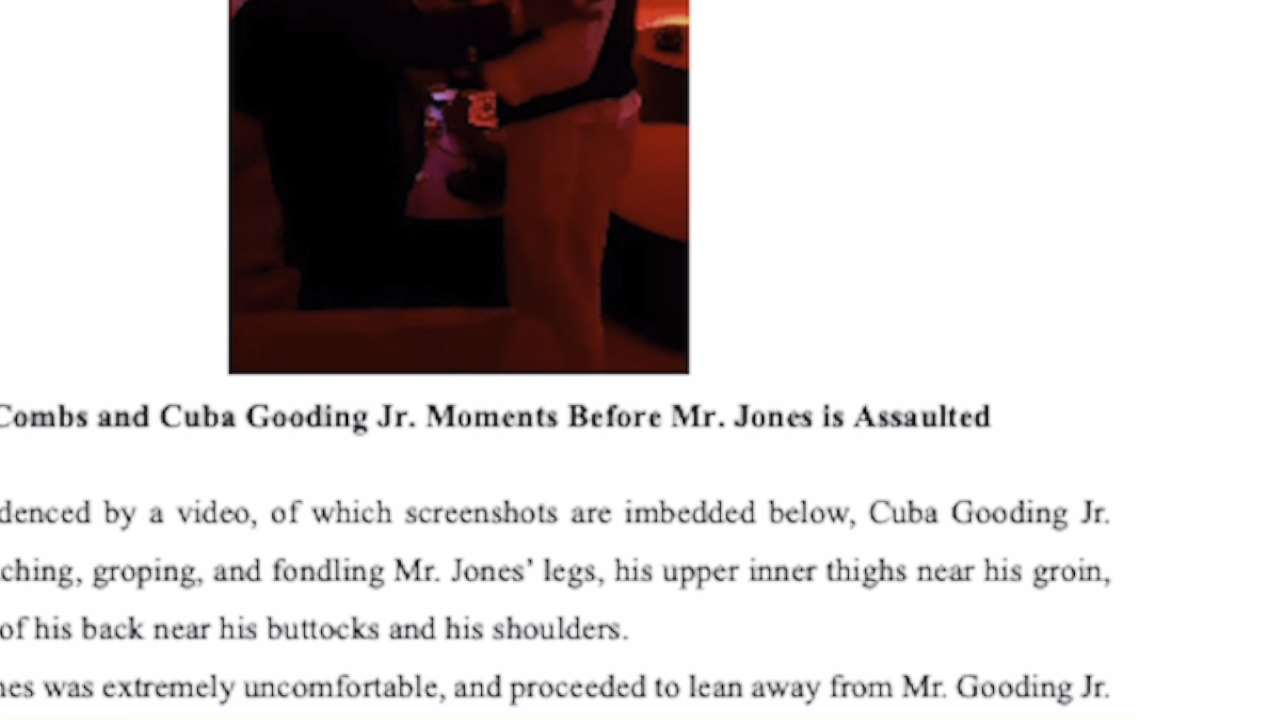 Combs and Cuba Gooding Jr. Moments Before Mr. Jones is Assaulted
denced by a video, of which screenshots are imbedded below, Cuba Gooding Jr.
ching, groping, and fondling Mr. Jones’ legs, his upper inner thighs near his groin,
of his back near his buttocks and his shoulders.
nes was extremely uncomfortable, and proceeded to lean away from Mr. Gooding Jr.